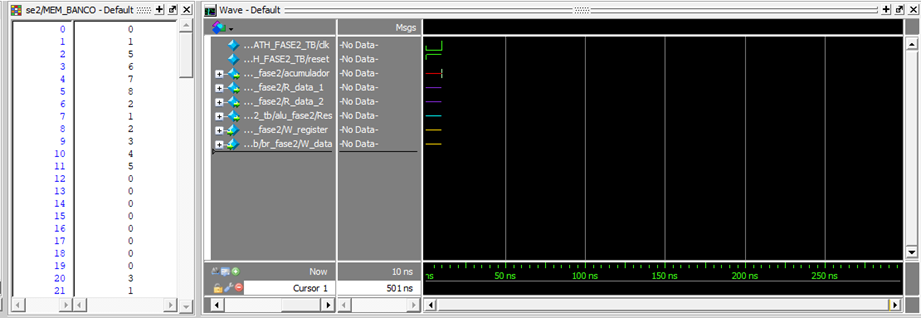 se2/MEM_BANCO - Default
0 0
1 1
2 5
3 6
4 7
5 8
6 2
7 1
8 2
9 3
10 4
11 5
12 0
13 0
14 0
15 0
16 0
17 0
18 0
19 0
20 3
21 1
Wave - Default
Msgs
...ATH_FASE2_TB/clk -No Data-
...H_FASE2_TB/reset -No Data-
..._fase2/acumulador -No Data-
..._fase2/R_data_1 -No Data-
..._fase2/R_data_2 -No Data-
...2_tb/alu_fase2/Res -No Data-
..._fase2/W_register -No Data-
...b/br_fase2/W_data -No Data-
Now 10 ns ns 50 ns 100 ns 150 ns 200 ns 250 ns
Cursor 1 501 ns